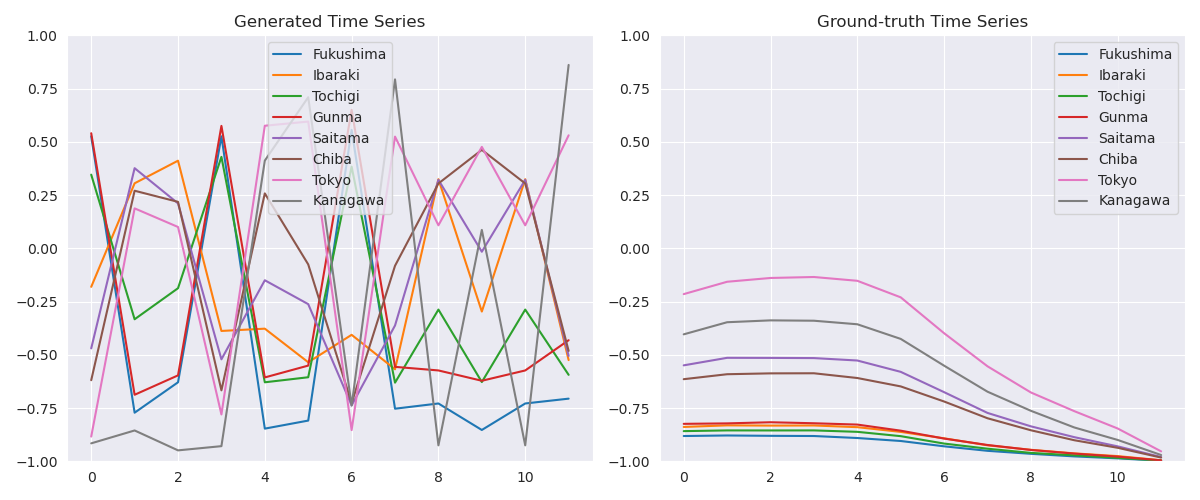 Generated Time Series
1.00
0.75
0.50
0.25
0.00
−0.25
−0.50
−0.75
−1.00
0
2
4
6
8
10
Fukushima
Ibaraki
Tochigi
Gunma
Saitama
Chiba
Tokyo
Kanagawa
Ground-truth Time Series
1.00
0.75
0.50
0.25
0.00
−0.25
−0.50
−0.75
−1.00
0
2
4
6
8
10
Fukushima
Ibaraki
Tochigi
Gunma
Saitama
Chiba
Tokyo
Kanagawa